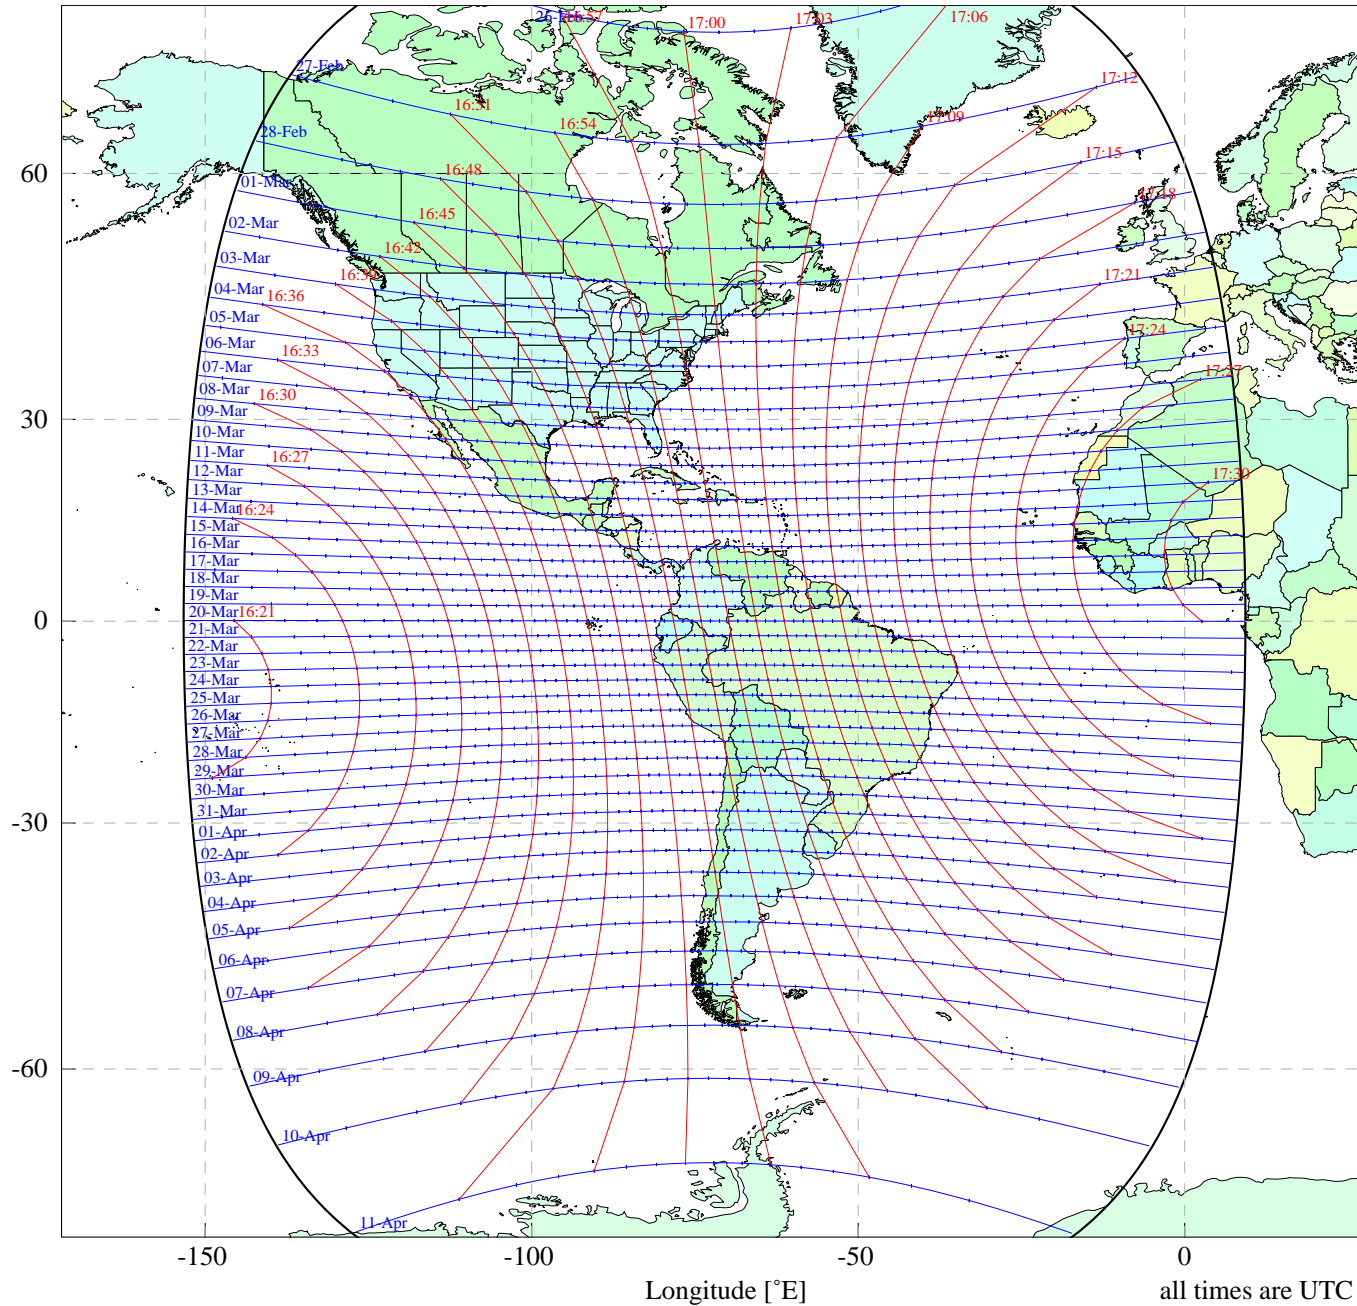 26-Feb 16:57 17:00 17:03 17:06
27-Feb 17:12
16:51
17:09
16:54
28-Feb
17:15
16:48
01-Mar
17:18
60
16:45
02-Mar
16:42
03-Mar
16:39 17:21
04-Mar
16:36
05-Mar
17:24
06-Mar
16:33
07-Mar
17:27
08-Mar
16:30
09-Mar
30
10-Mar
11-Mar
16:27
12-Mar
17:30
13-Mar
14-Mar
16:24
15-Mar
16-Mar
17-Mar
18-Mar
19-Mar
20-Mar
16:21
0
21-Mar
22-Mar
23-Mar
24-Mar
25-Mar
26-Mar
27-Mar
28-Mar
29-Mar
30-Mar
31-Mar
-30
01-Apr
02-Apr
03-Apr
04-Apr
05-Apr
06-Apr
07-Apr
08-Apr
-60
09-Apr
10-Apr
11-Apr
-150 -100 -50 0
Longitude [°E] all times are UTC